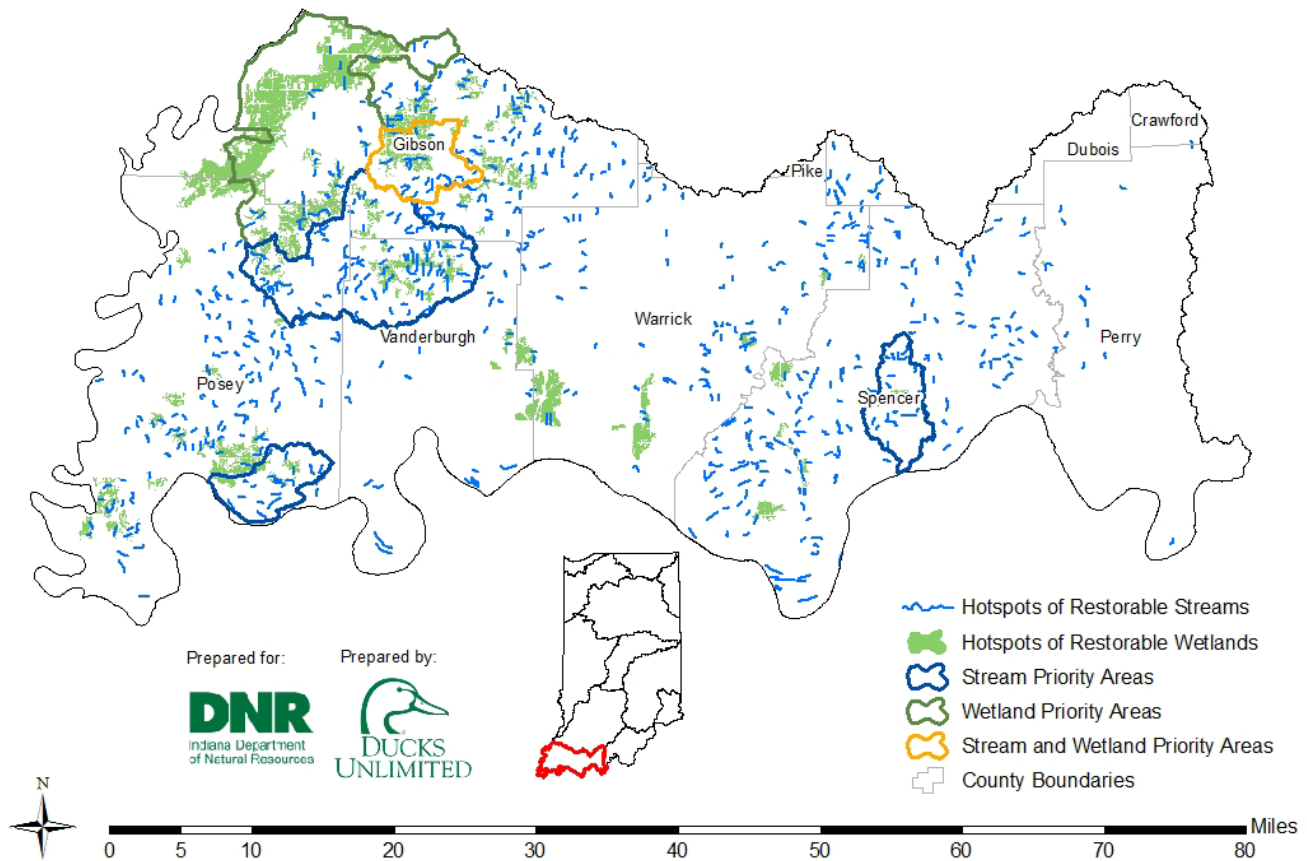 Crawford
Dubois
Gibson
Pike
Warrick
Vanderburgh
Perry
Posey
Spencer
Hotspots of Restorable Streams
Hotspots of Restorable Wetlands
Stream Priority Areas
Wetland Priority Areas
Stream and Wetland Priority Areas
County Boundaries
Prepared for:
DNR
Indiana Department
of Natural Resources
Prepared by:
DUCKS
UNLIMITED
N
Miles
0 5 10 20 30 40 50 60 70 80